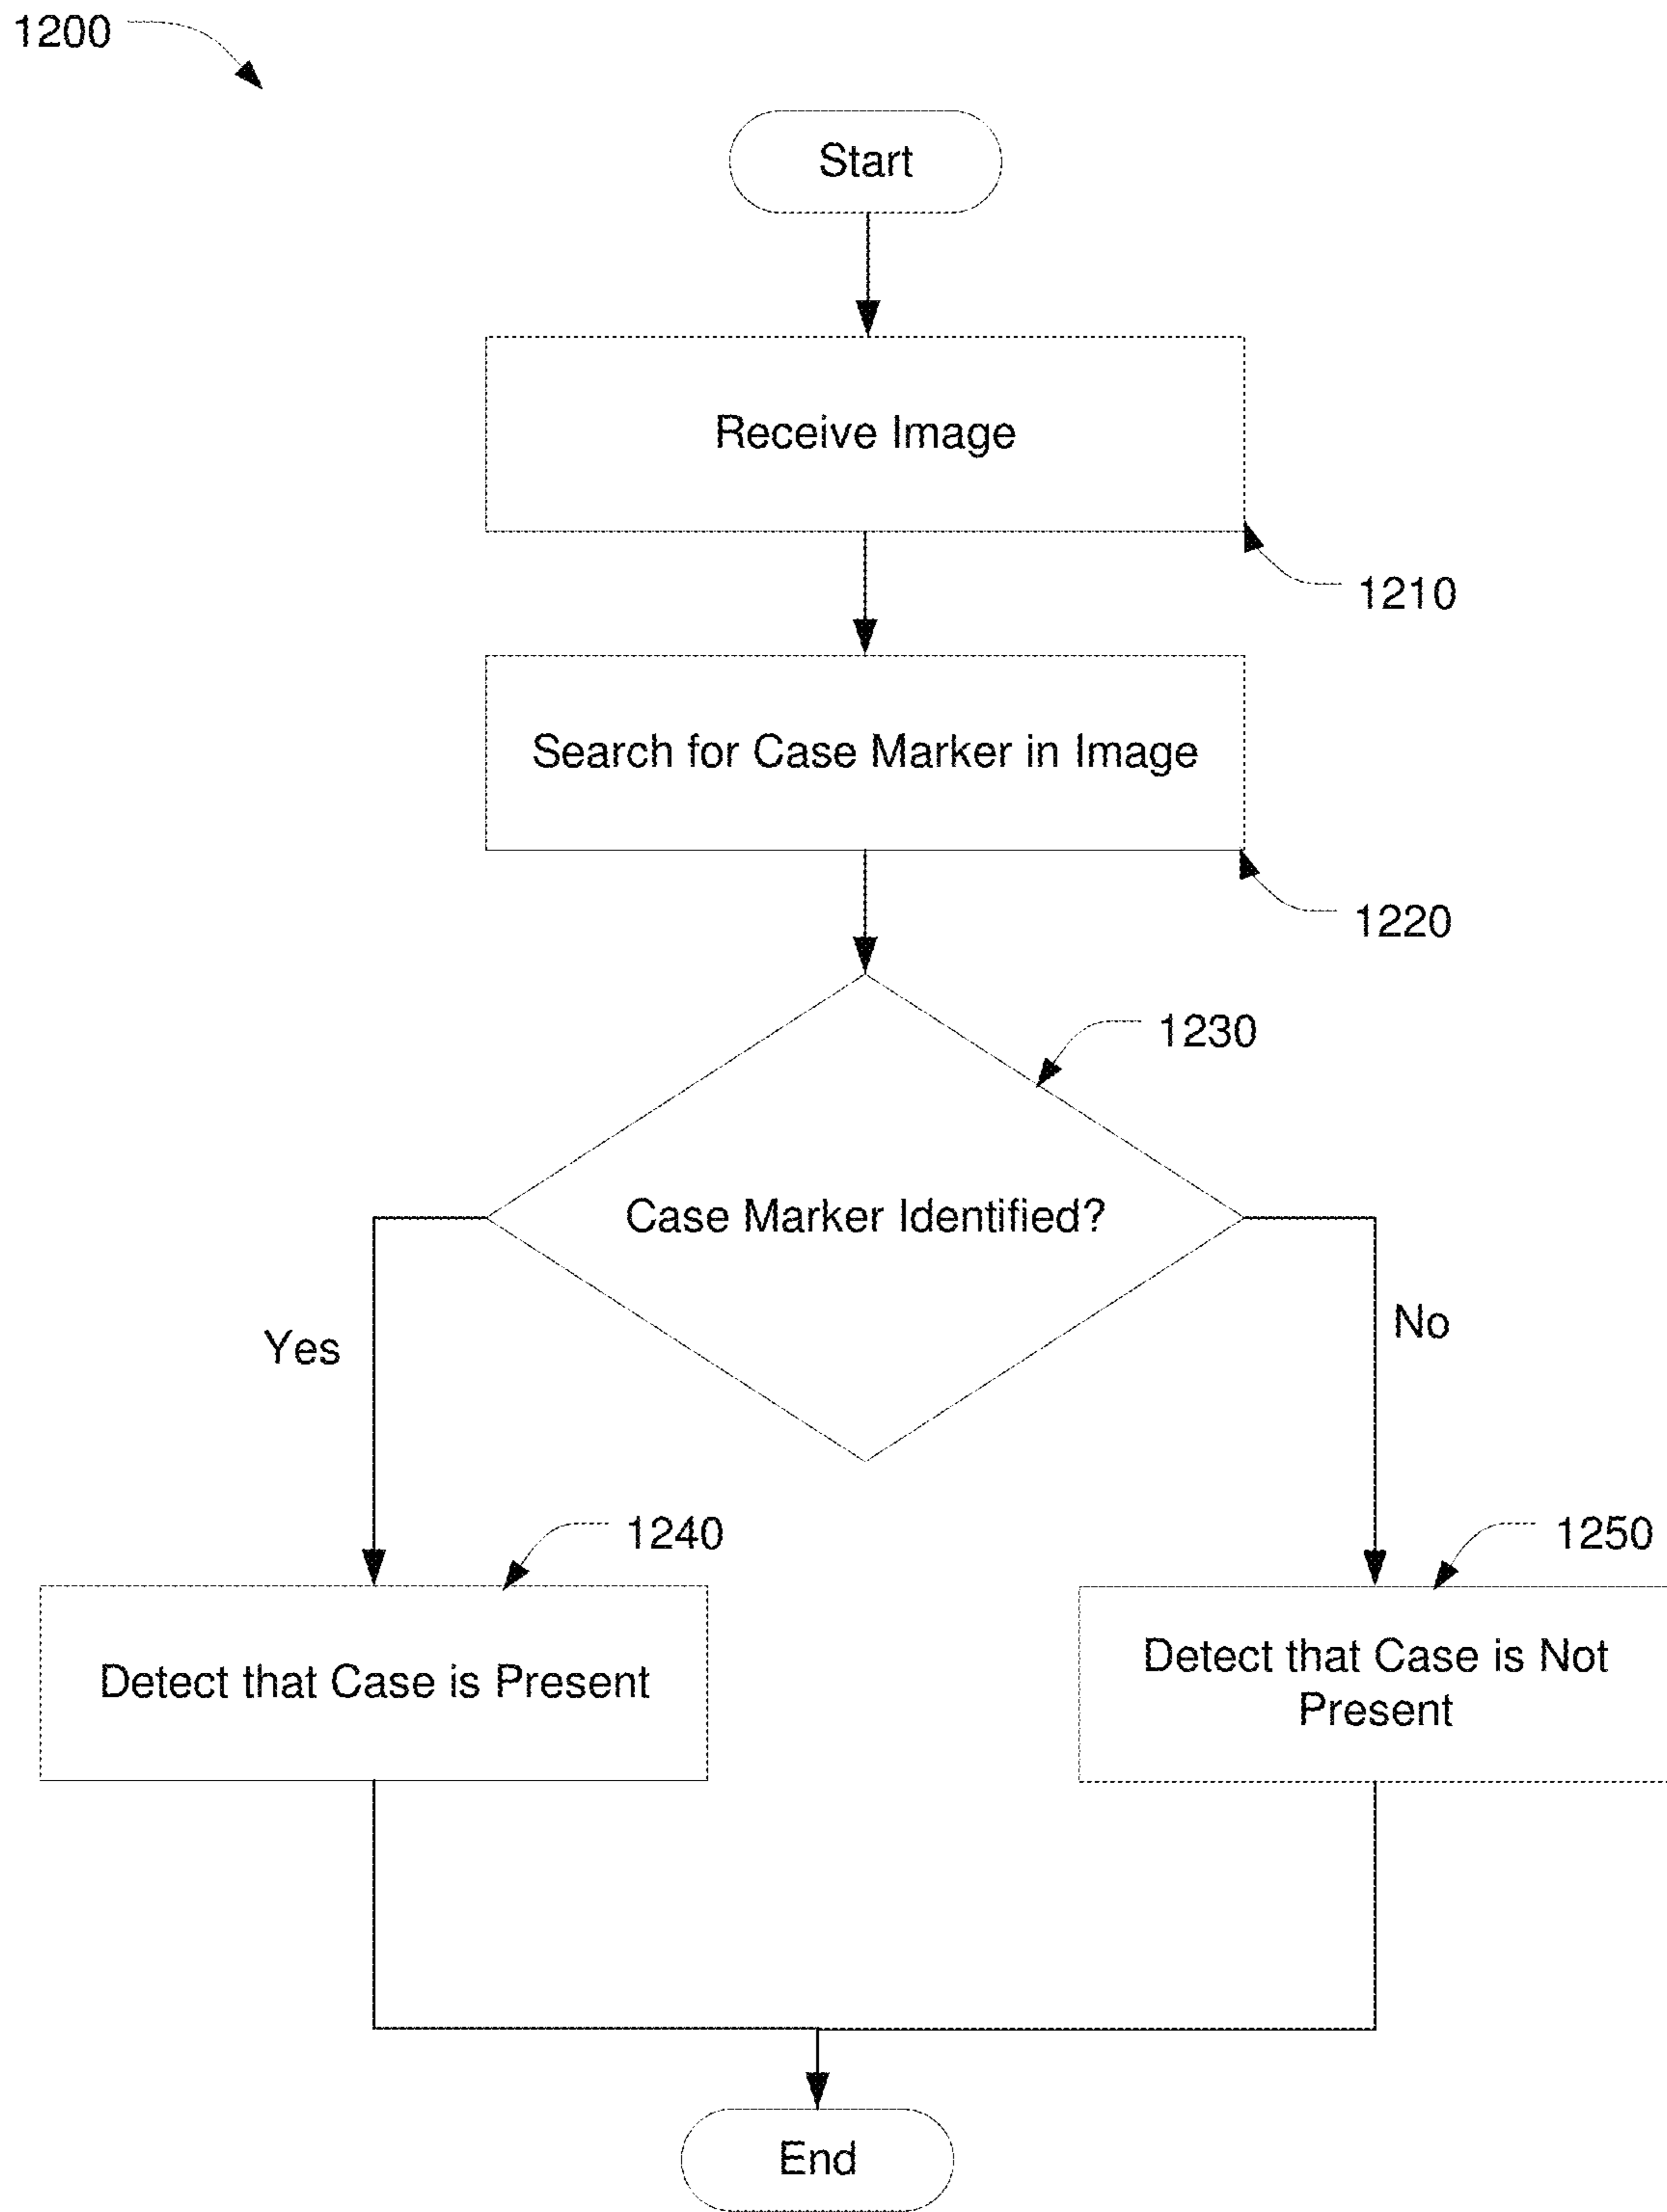 1200
Start
Receive Image
1210
Search for Case Marker in Image
1220
1230
Case Marker Identified?
Yes
No
1240
1250
Detect that Case is Present
Detect that Case is Not
Present
End